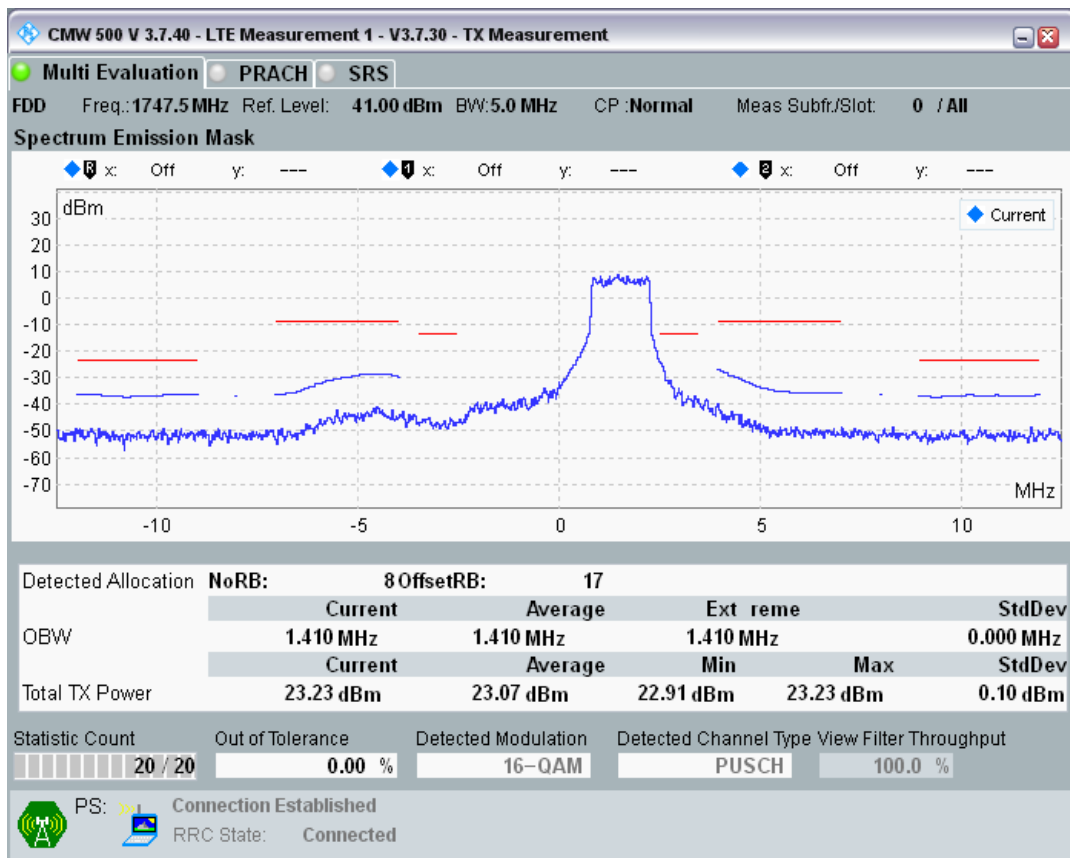 CMW 500 V 3.7.40 - LTE Measurement 1 - V3.7.30 - TX Measurement
Multi Evaluation PRACH SRS
FDD Freq.: 1747.5 MHz Ref. Level: 41.00 dBm BW: 5.0 MHz CP : Normal Meas Subfr./Slot: 0 / All
Spectrum Emission Mask
R x: Off y: --- 1 x: Off y: --- 2 x: Off y: ---
dBm
Current
30
20
10
0
-10
-20
-30
-40
-50
-60
-70
MHz
-10 -5 0 5 10
Detected Allocation NoRB: 8 OffsetRB: 17
Current Average Ext reme StdDev
OBW 1.410 MHz 1.410 MHz 1.410 MHz 0.000 MHz
Current Average Min Max StdDev
Total TX Power 23.23 dBm 23.07 dBm 22.91 dBm 23.23 dBm 0.10 dBm
Statistic Count Out of Tolerance Detected Modulation Detected Channel Type View Filter Throughput
20 / 20 0.00 % 16-QAM PUSCH 100.0 %
PS: Connection Established
RRC State: Connected